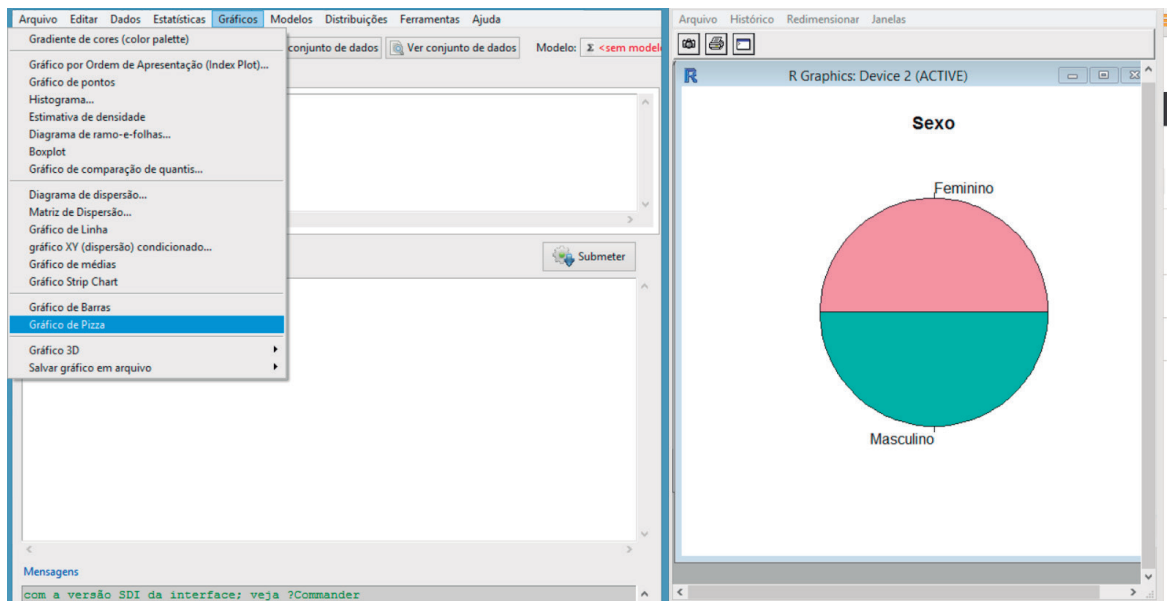 Arquivo Editar Dados Estatísticas Gráficos Modelos Distribuições Ferramentas Ajuda
Gradiente de cores (color palette)
Gráfico por Ordem de Apresentação (Index Plot)...
Gráfico de pontos
Histograma...
Estimativa de densidade
Diagrama de ramo-e-folhas...
Boxplot
Gráfico de comparação de quantis...
Diagrama de dispersão...
Matriz de Dispersão...
Gráfico de Linha
gráfico XY (dispersão) condicionado...
Gráfico de médias
Gráfico Strip Chart
Gráfico de Barras
Gráfico de Pizza
Gráfico 3D
Salvar gráfico em arquivo
conjunto de dados Ver conjunto de dados Modelo: Σ <sem model
Submeter
Mensagens
com a versão SDI da interface; veja ?Commander
Arquivo Histórico Redimensionar Janelas
R R Graphics: Device 2 (ACTIVE)
Sexo
Feminino
Masculino